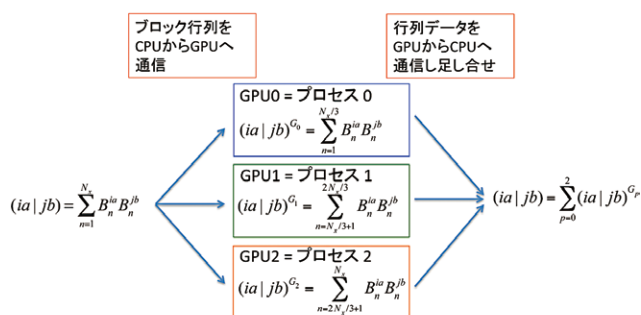 ブロック行列を
CPUからGPUへ
通信
行列データを
GPUからCPUへ
通信し足し合せ
GPU0 = プロセス 0
(ia | jb)^{G_0} = \sum_{n=1}^{N_x/3} B_n^{ia} B_n^{jb}
(ia | jb) = \sum_{n=1}^{N_x} B_n^{ia} B_n^{jb}
GPU1 = プロセス 1
(ia | jb)^{G_1} = \sum_{n=N_x/3+1}^{2N_x/3} B_n^{ia} B_n^{jb}
(ia | jb) = \sum_{p=0}^{2} (ia | jb)^{G_P}
GPU2 = プロセス 2
(ia | jb)^{G_2} = \sum_{n=2N_x/3+1}^{N_x} B_n^{ia} B_n^{jb}